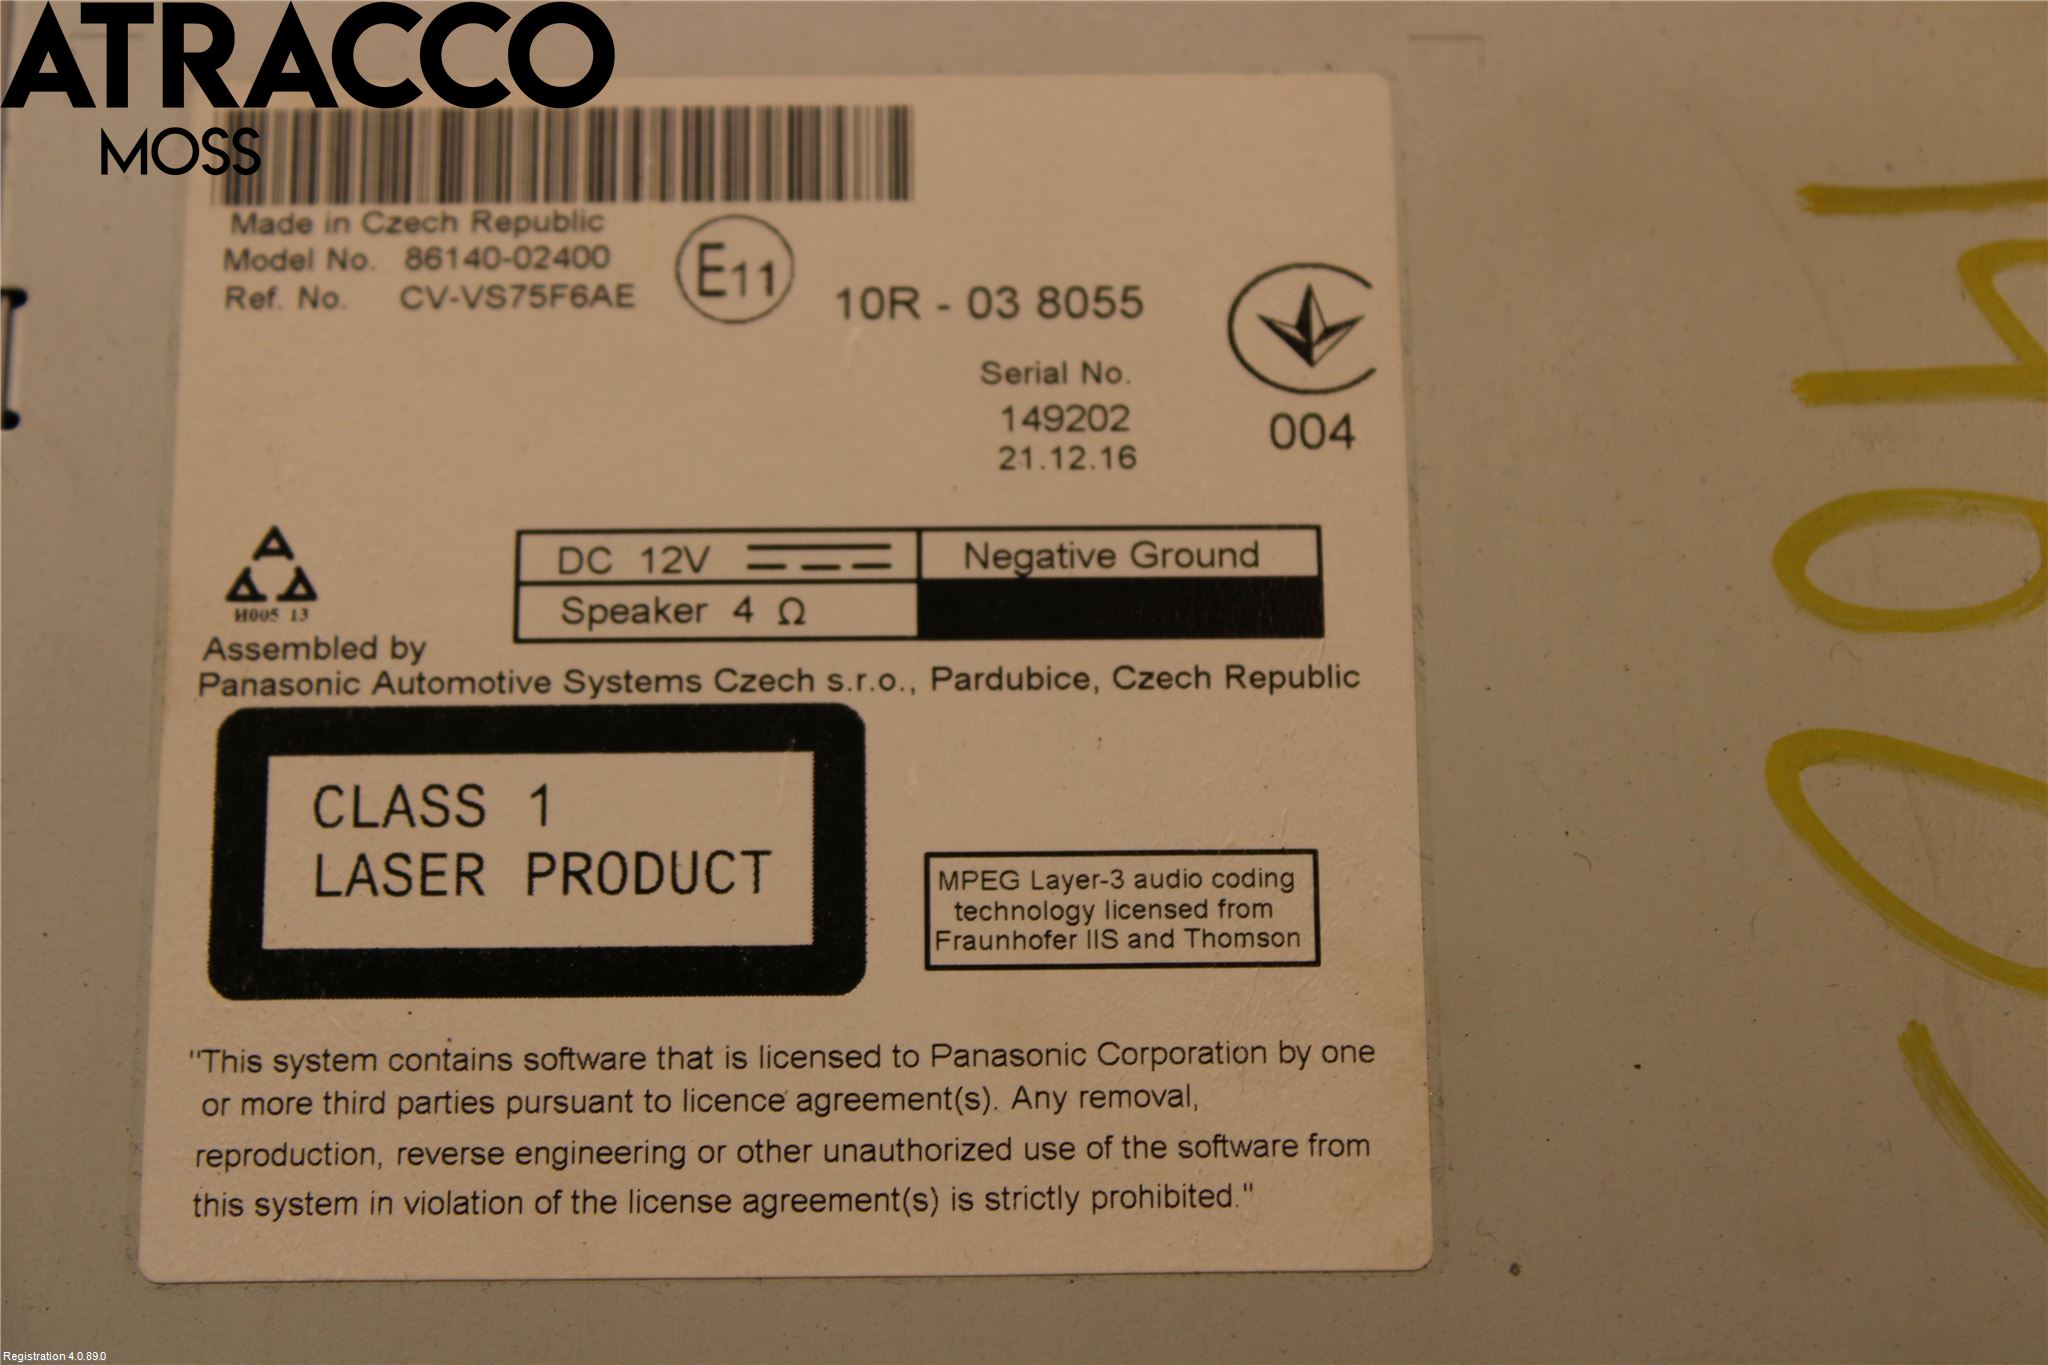 ATRACCO
MOSS
Made in Czech Republic
Model No. 86140-02400
Ref. No. CV-VS75F6AE
E11
10R - 03 8055
Serial No.
149202
21.12.16
004
И005 13
DC 12V
Negative Ground
Speaker 4 Ω
Assembled by
Panasonic Automotive Systems Czech s.r.o., Pardubice, Czech Republic
CLASS 1
LASER PRODUCT
MPEG Layer-3 audio coding
technology licensed from
Fraunhofer IIS and Thomson
"This system contains software that is licensed to Panasonic Corporation by one
or more third parties pursuant to licence agreement(s). Any removal,
reproduction, reverse engineering or other unauthorized use of the software from
this system in violation of the license agreement(s) is strictly prohibited."
Registration 4.0.89.0